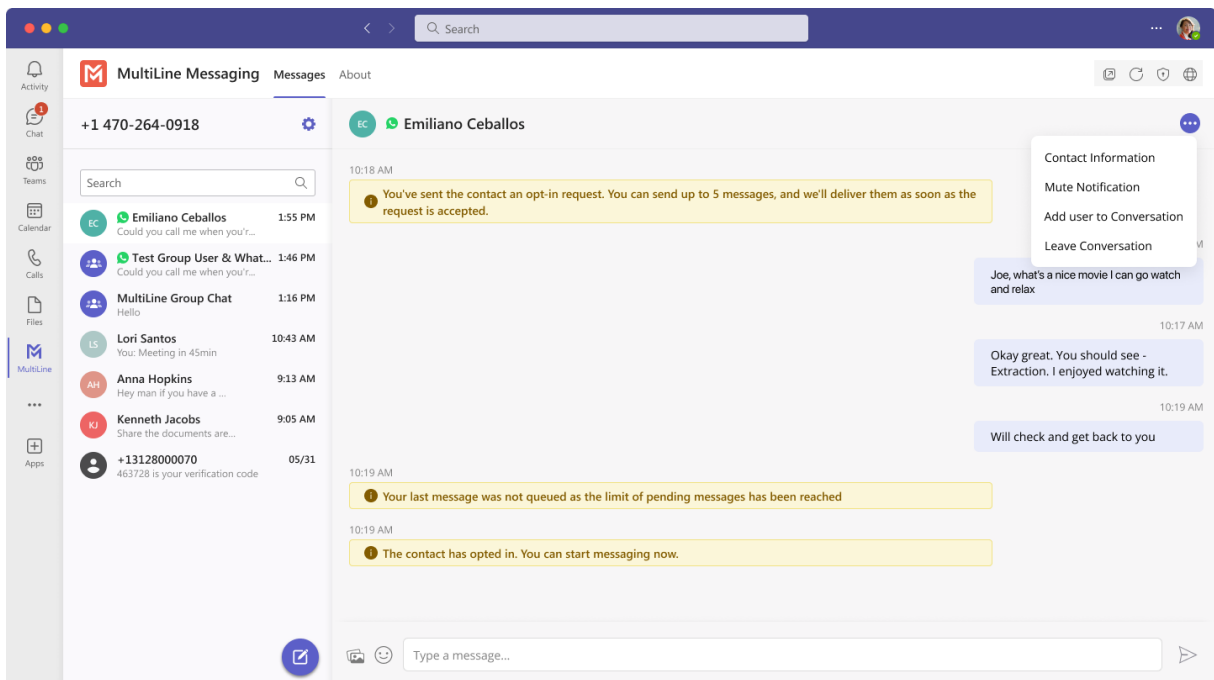 Search
Activity
1
Chat
Teams
Calendar
Calls
Files
MultiLine
Apps
MultiLine Messaging
Messages
About
+1 470-264-0918
Search
EC
Emiliano Ceballos
1:55 PM
Could you call me when you'r...
Test Group User & What...
1:46 PM
Could you call me when you'r...
MultiLine Group Chat
1:16 PM
Hello
LS
Lori Santos
10:43 AM
You: Meeting in 45min
AH
Anna Hopkins
9:13 AM
Hey man if you have a ...
KJ
Kenneth Jacobs
9:05 AM
Share the documents are...
+13128000070
05/31
463728 is your verification code
EC
Emiliano Ceballos
Contact Information
Mute Notification
Add user to Conversation
Leave Conversation
10:18 AM
You've sent the contact an opt-in request. You can send up to 5 messages, and we'll deliver them as soon as the
request is accepted.
Joe, what's a nice movie I can go watch
and relax
10:17 AM
Okay great. You should see -
Extraction. I enjoyed watching it.
10:19 AM
Will check and get back to you
10:19 AM
Your last message was not queued as the limit of pending messages has been reached
10:19 AM
The contact has opted in. You can start messaging now.
Type a message...